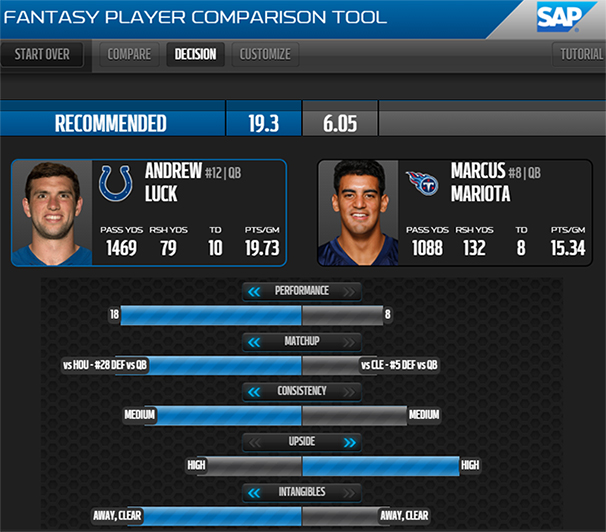 FANTASY PLAYER COMPARISON TOOL
SAP
START OVER COMPARE DECISION CUSTOMIZE TUTORIAL
RECOMMENDED 19.3 6.05
ANDREW #12 | QB
LUCK
PASS YDS RSH YDS TD PTS/GM
1469 79 10 19.73
MARCUS #8 | QB
MARIOTA
PASS YDS RSH YDS TD PTS/GM
1088 132 8 15.34
PERFORMANCE
18 8
MATCHUP
vs HOU - #28 DEF vs QB vs CLE - #5 DEF vs QB
CONSISTENCY
MEDIUM MEDIUM
UPSIDE
HIGH HIGH
INTANGIBLES
AWAY, CLEAR AWAY, CLEAR